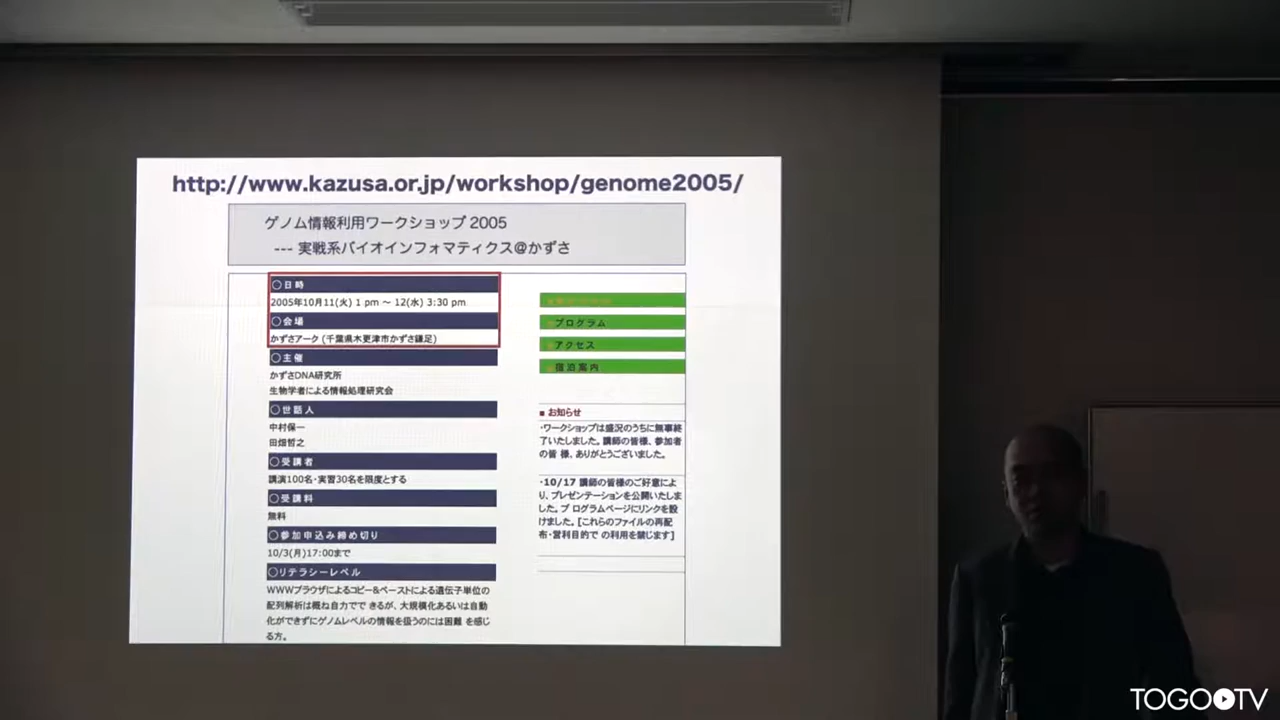 http://www.kazusa.or.jp/workshop/genome2005/
ゲノム情報利用ワークショップ 2005
--- 実戦系バイオインフォマティクス@かずさ
〇日時
2005年10月11(火) 1 pm ～ 12(水) 3:30 pm
〇会場
かずさアーク (千葉県木更津市かずさ鎌足)
〇主催
かずさDNA研究所
生物学者による情報処理研究会
〇世話人
中村保一
田畑哲之
〇受講者
講演100名・実習30名を限度とする
〇受講料
無料
〇参加申込み締め切り
10/3(月)17:00まで
〇リテラシーレベル
WWWブラウザによるコピー&ペーストによる遺伝子単位の
配列解析は概ね自力でで きるが、大規模化あるいは自動
化ができずにゲノムレベルの情報を扱うのには困難 を感じ
る方。
プログラム
アクセス
宿泊案内
■ お知らせ
・ワークショップは盛況のうちに無事終
了いたしました。講師の皆様、参加者
の皆 様、ありがとうございました。
・10/17 講師の皆様のご好意によ
り、プレゼンテーションを公開いたしま
した。プ ログラムページにリンクを設
けました。[これらのファイルの再配
布・営利目的で の利用を禁じます]
TOGOTV